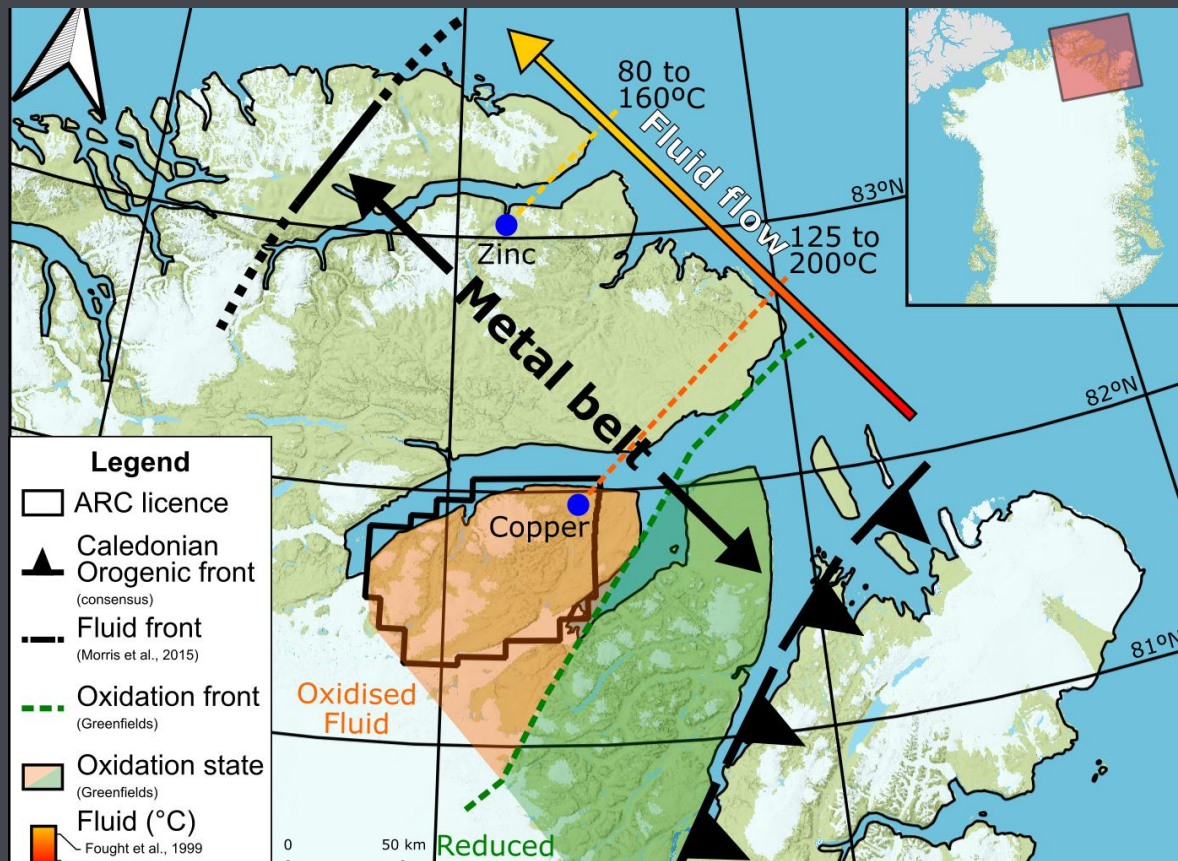 80 to
160ºC
Fluid flow
83ºN
125 to
200ºC
Zinc
Metal belt
82ºN
Copper
81ºN
Oxidised
Fluid
Reduced
0 50 km
Legend
ARC licence
Caledonian
Orogenic front
(consensus)
Fluid front
(Morris et al., 2015)
Oxidation front
(Greenfields)
Oxidation state
(Greenfields)
Fluid (°C)
Fought et al., 1999